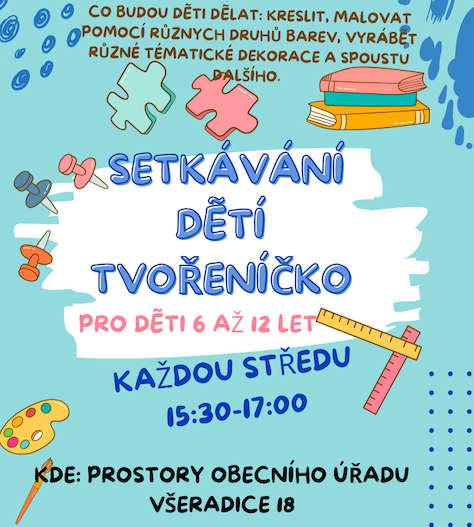 CO BUDOU DĚTI DĚLAT: KRESLIT, MALOVAT
POMOCÍ RŮZNYCH DRUHŮ BAREV, VYRÁBĚT
RŮZNÉ TÉMATICKÉ DEKORACE A SPOUSTU
DALŠÍHO.
SETKÁVÁNÍ
DĚTÍ
TVOŘENÍČKO
PRO DĚTI 6 AŽ 12 LET
KAŽDOU STŘEDU
15:30-17:00
KDE: PROSTORY OBECNÍHO ÚŘADU
VŠERADICE 18